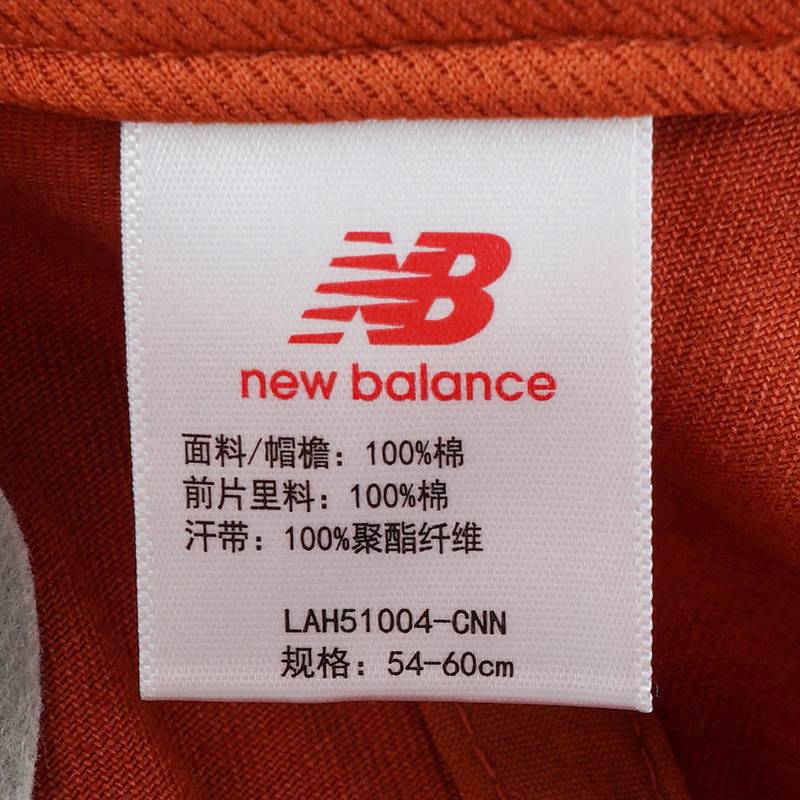 NB
new balance
面料/帽檐：100%棉
前片里料：100%棉
汗带：100%聚酯纤维
LAH51004-CNN
规格：54-60cm